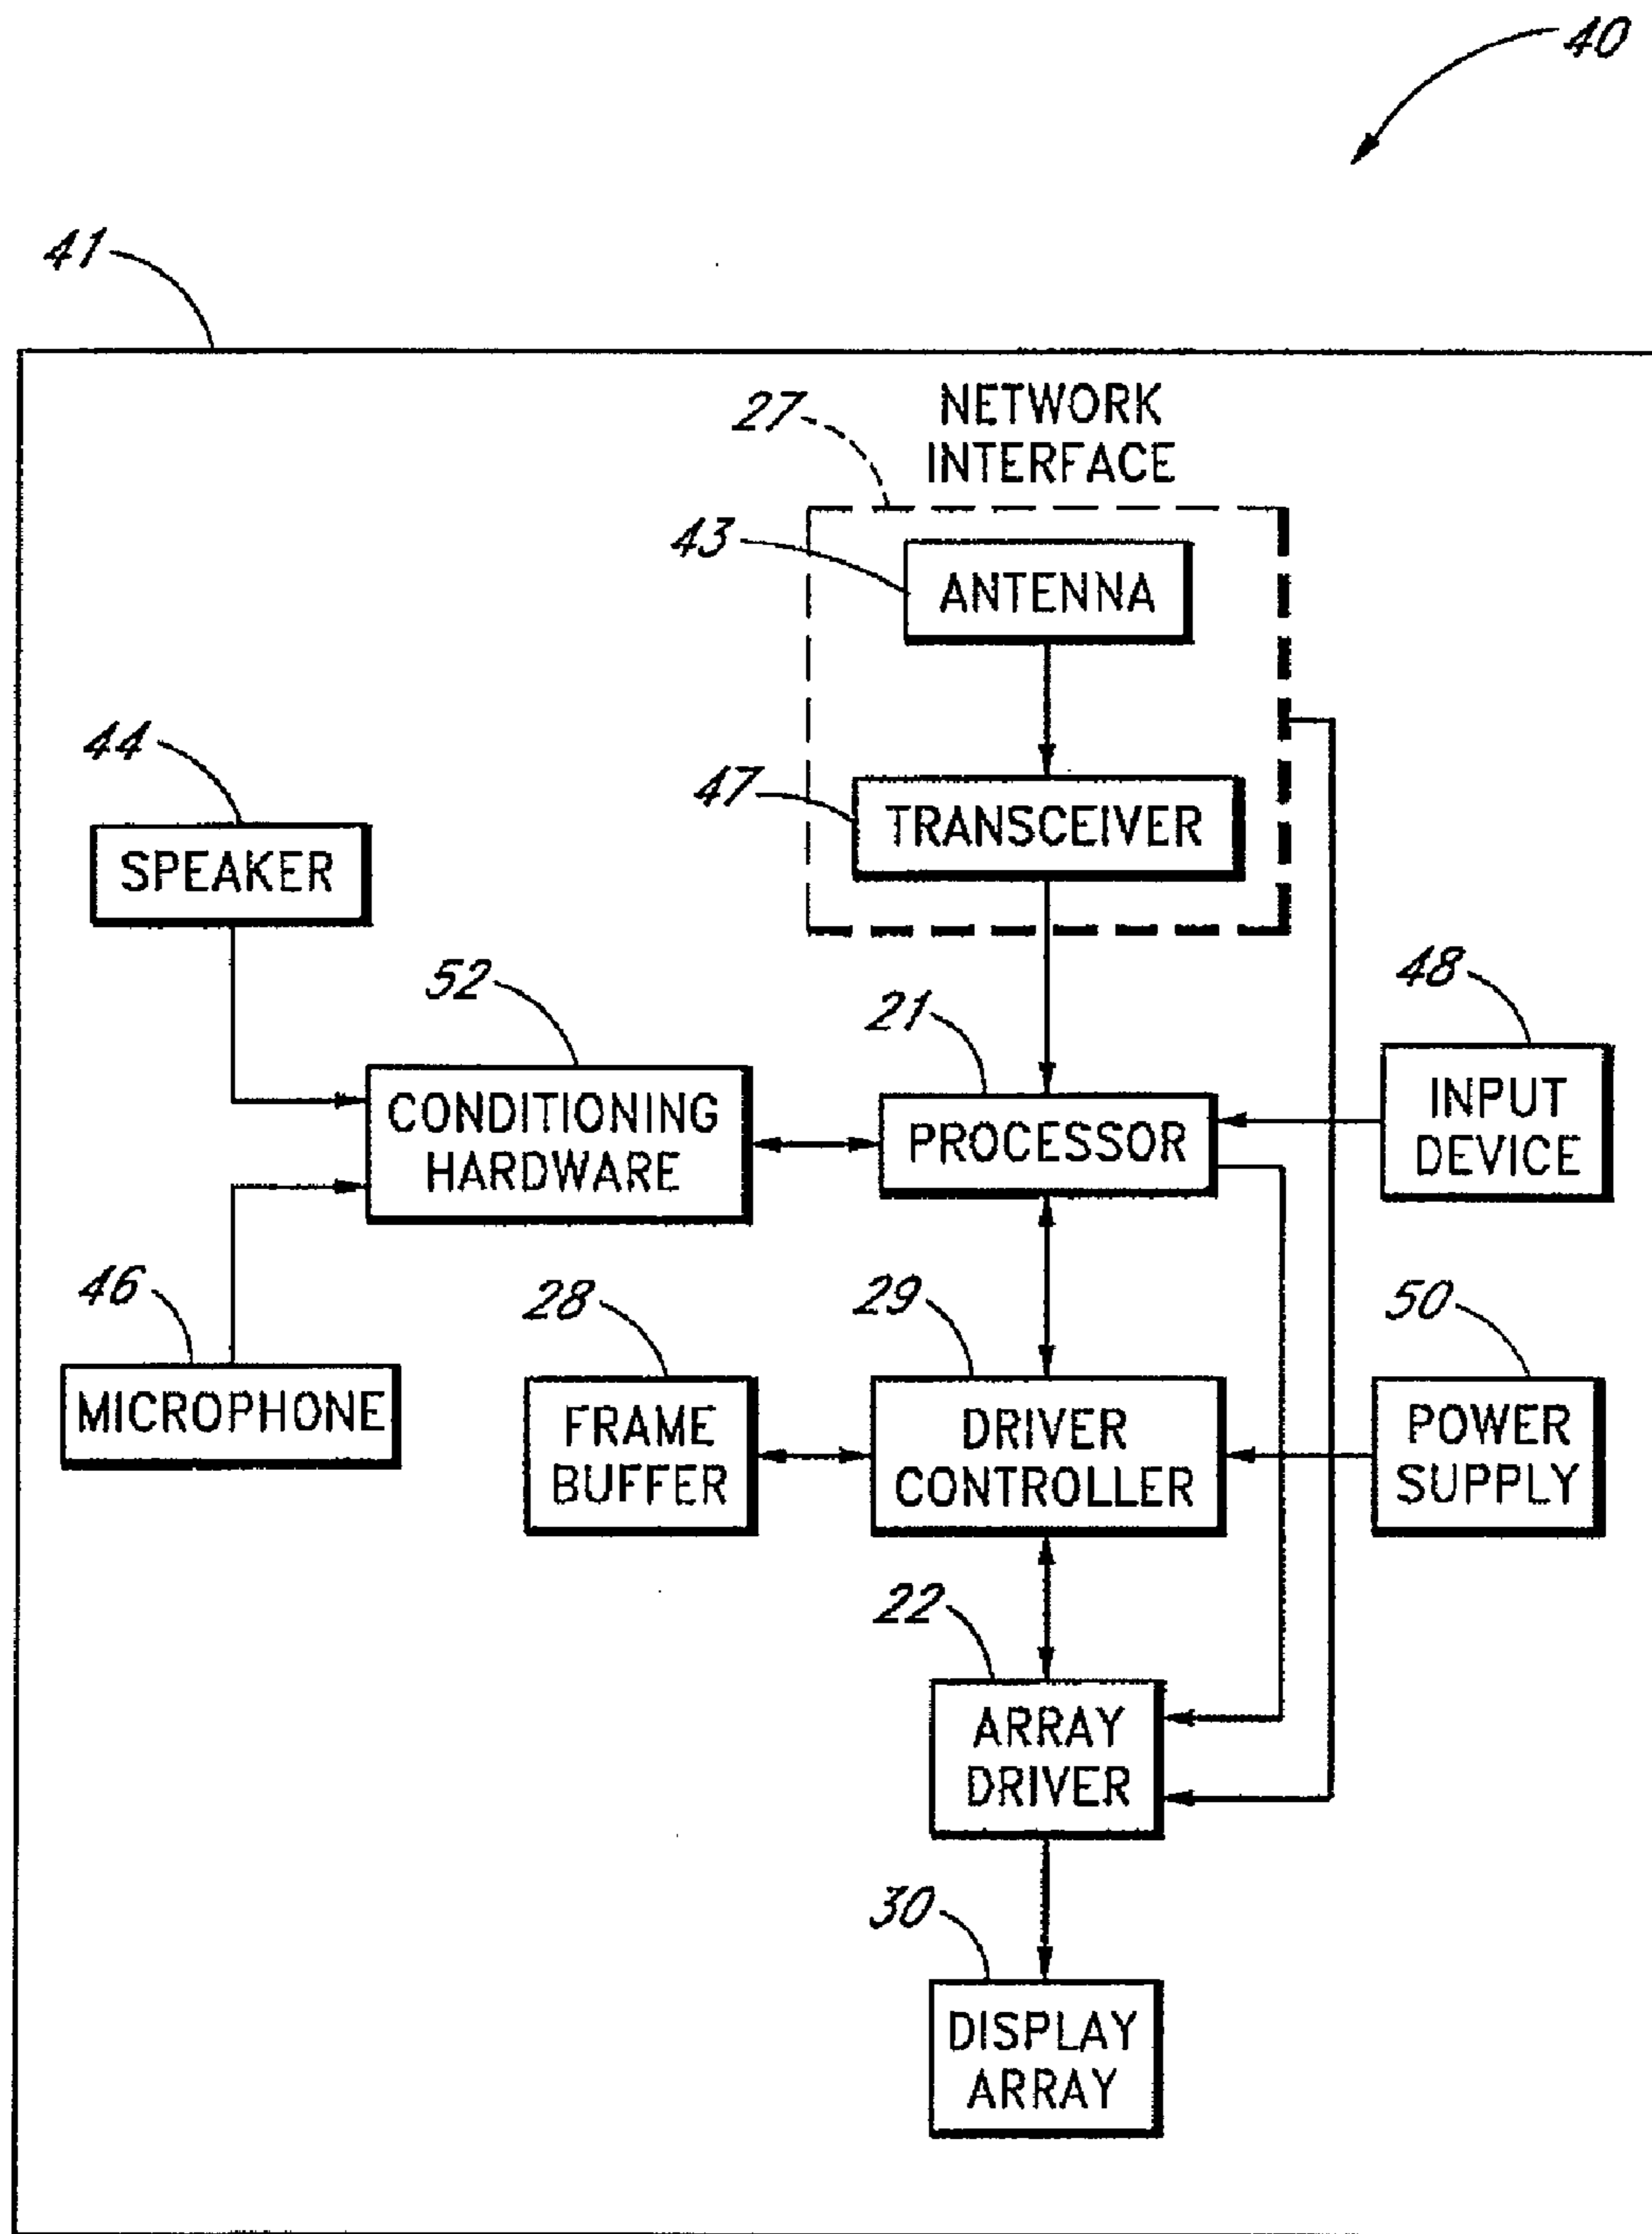 40
41
NETWORK
INTERFACE
27
43
ANTENNA
44
47
TRANSCEIVER
SPEAKER
52
21
48
CONDITIONING
HARDWARE
PROCESSOR
INPUT
DEVICE
46
28
29
50
MICROPHONE
FRAME
BUFFER
DRIVER
CONTROLLER
POWER
SUPPLY
22
ARRAY
DRIVER
30
DISPLAY
ARRAY